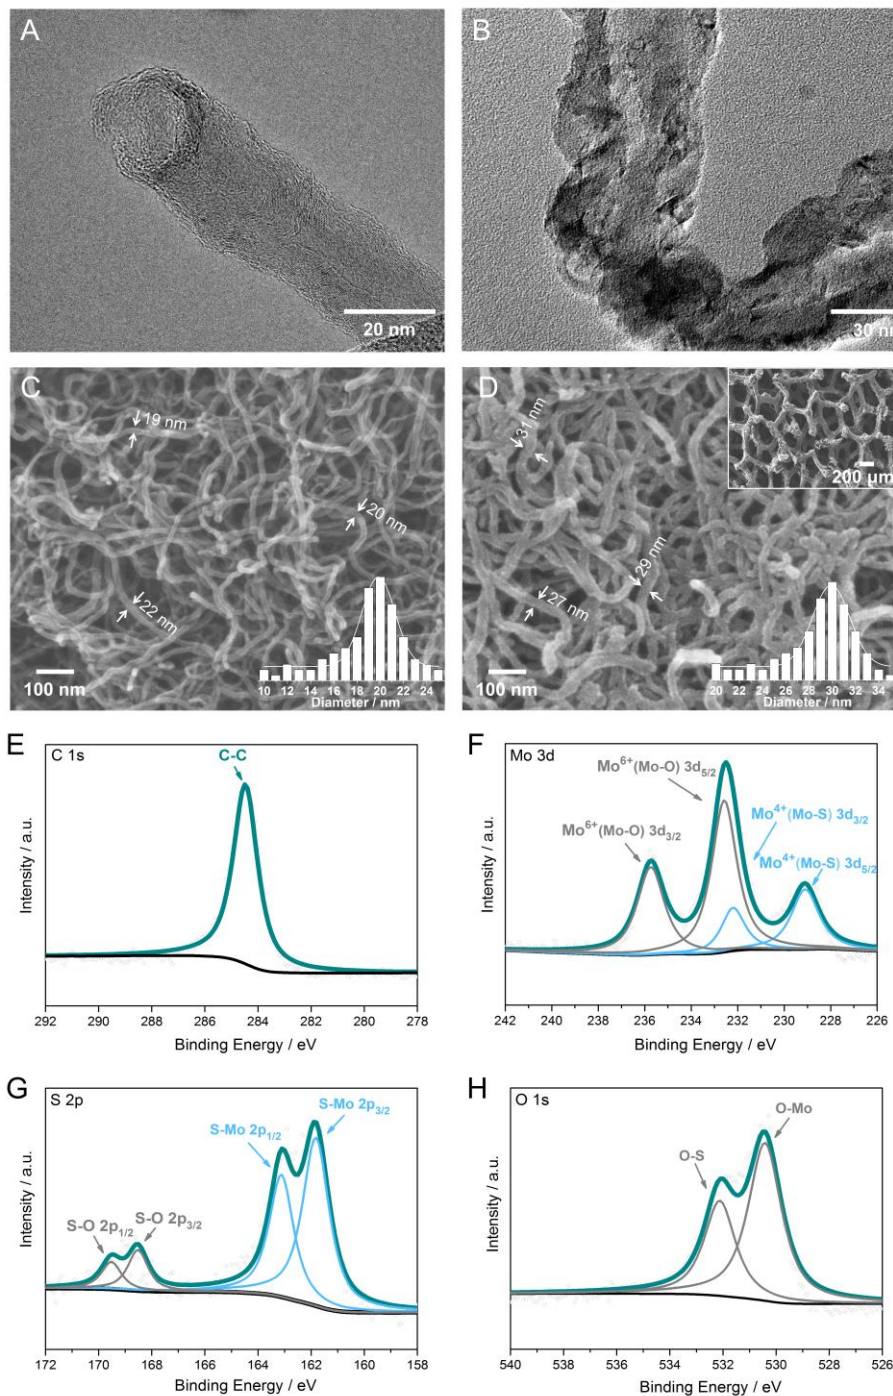 A
20 nm
B
30 n
C
19 nm
20 nm
22 nm
100 nm
10 12 14 16 18 20 22 24
Diameter / nm
D
31 nm
29 nm
27 nm
200 μm
100 nm
20 22 24 26 28 30 32 34
Diameter / nm
E
C 1s
C-C
Intensity / a.u.
292 290 288 286 284 282 280 278
Binding Energy / eV
F
Mo 3d
Mo⁶⁺(Mo-O) 3d₅/₂
Mo⁶⁺(Mo-O) 3d₃/₂
Mo⁴⁺(Mo-S) 3d₃/₂
Mo⁴⁺(Mo-S) 3d₅/₂
Intensity / a.u.
242 240 238 236 234 232 230 228 226
Binding Energy / eV
G
S 2p
S-Mo 2p₃/₂
S-Mo 2p₁/₂
S-O 2p₃/₂
S-O 2p₁/₂
Intensity / a.u.
172 170 168 166 164 162 160 158
Binding Energy / eV
H
O 1s
O-Mo
O-S
Intensity / a.u.
540 538 536 534 532 530 528 526
Binding Energy / eV